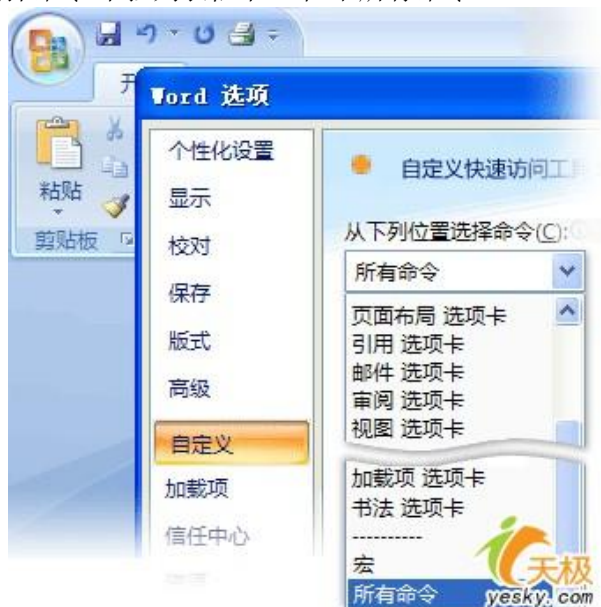 开
Word 选项
粘贴
剪贴板
个性化设置
显示
校对
保存
版式
高级
自定义
加载项
信任中心
自定义快速访问工
从下列位置选择命令(C):
所有命令
页面布局 选项卡
引用 选项卡
邮件 选项卡
审阅 选项卡
视图 选项卡
加载项 选项卡
书法 选项卡
----------
宏
所有命令
天极
yesky.com